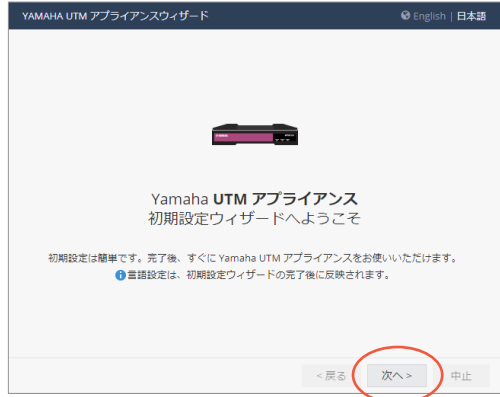 YAMAHA UTM アプライアンスウィザード
English | 日本語
Yamaha UTM アプライアンス
初期設定ウィザードへようこそ
初期設定は簡単です。完了後、すぐに Yamaha UTM アプライアンスをお使いいただけます。
言語設定は、初期設定ウィザードの完了後に反映されます。
< 戻る 次へ > 中止